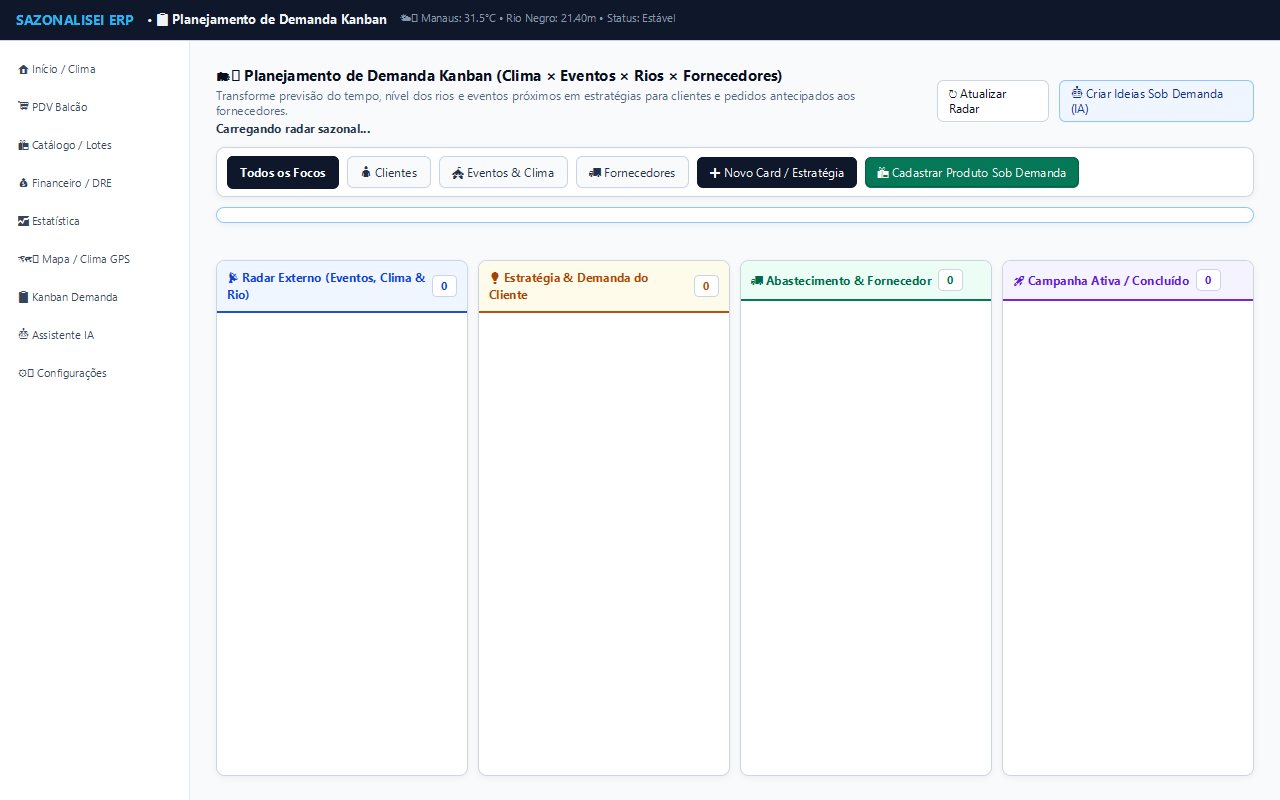 SAZONALISEI ERP • 📋 Planejamento de Demanda Kanban 🌤️ Manaus: 31.5°C • Rio Negro: 21.40m • Status: Estável
🏠 Início / Clima
🛒 PDV Balcão
🛍 Catálogo / Lotes
💰 Financeiro / DRE
📈 Estatística
🗺️ Mapa / Clima GPS
📋 Kanban Demanda
🤖 Assistente IA
⚙️ Configurações
🌧️ Planejamento de Demanda Kanban (Clima × Eventos × Rios × Fornecedores)
Transforme previsão do tempo, nível dos rios e eventos próximos em estratégias para clientes e pedidos antecipados aos
fornecedores.
Carregando radar sazonal...
↻ Atualizar
Radar
🤖 Criar Ideias Sob Demanda
(IA)
Todos os Focos
Clientes
Eventos & Clima
🚚 Fornecedores
➕ Novo Card / Estratégia
🛍 Cadastrar Produto Sob Demanda
📡 Radar Externo (Eventos, Clima &
Rio)
0
💡 Estratégia & Demanda do
Cliente
0
🚚 Abastecimento & Fornecedor
0
🚀 Campanha Ativa / Concluído
0